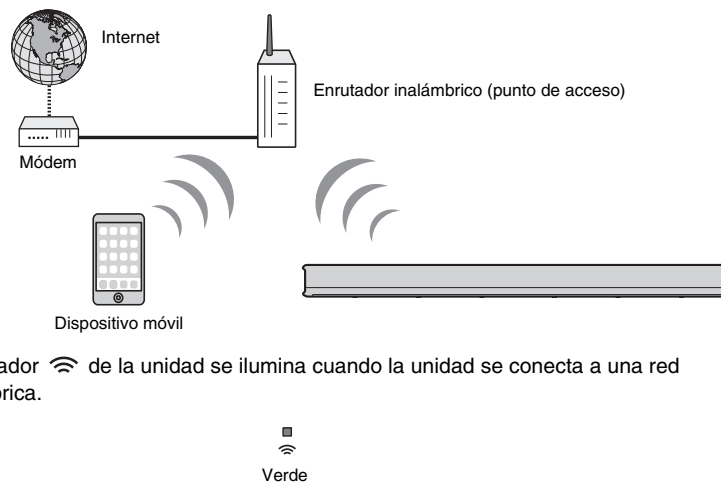 Internet
Enrutador inalámbrico (punto de acceso)
Módem
Dispositivo móvil
ador de la unidad se ilumina cuando la unidad se conecta a una red
rica.
Verde